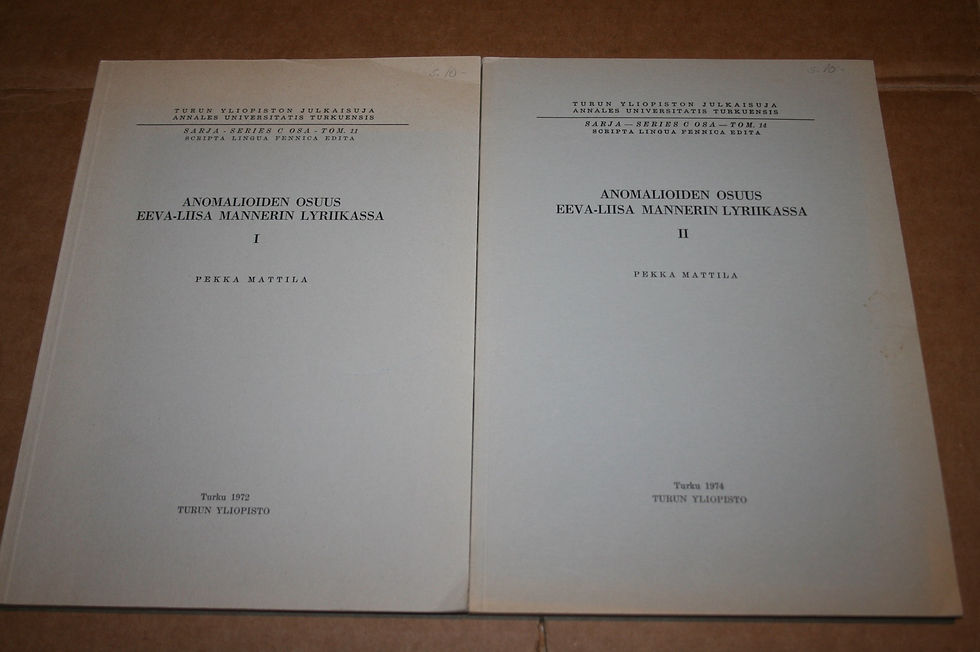 s. 10-
TURUN YLIOPISTON JULKAISUJA
ANNALES UNIVERSITATIS TURKUENSIS
SARJA - SERIES C OSA - TOM. 11
SCRIPTA LINGUA FENNICA EDITA
ANOMALIOIDEN OSUUS
EEVA-LIISA MANNERIN LYRIIKASSA
I
PEKKA MATTILA
Turku 1972
TURUN YLIOPISTO
s. 10-
TURUN YLIOPISTON JULKAISUJA
ANNALES UNIVERSITATIS TURKUENSIS
SARJA — SERIES C OSA — TOM. 14
SCRIPTA LINGUA FENNICA EDITA
ANOMALIOIDEN OSUUS
EEVA-LIISA MANNERIN LYRIIKASSA
II
PEKKA MATTILA
Turku 1974
TURUN YLIOPISTO